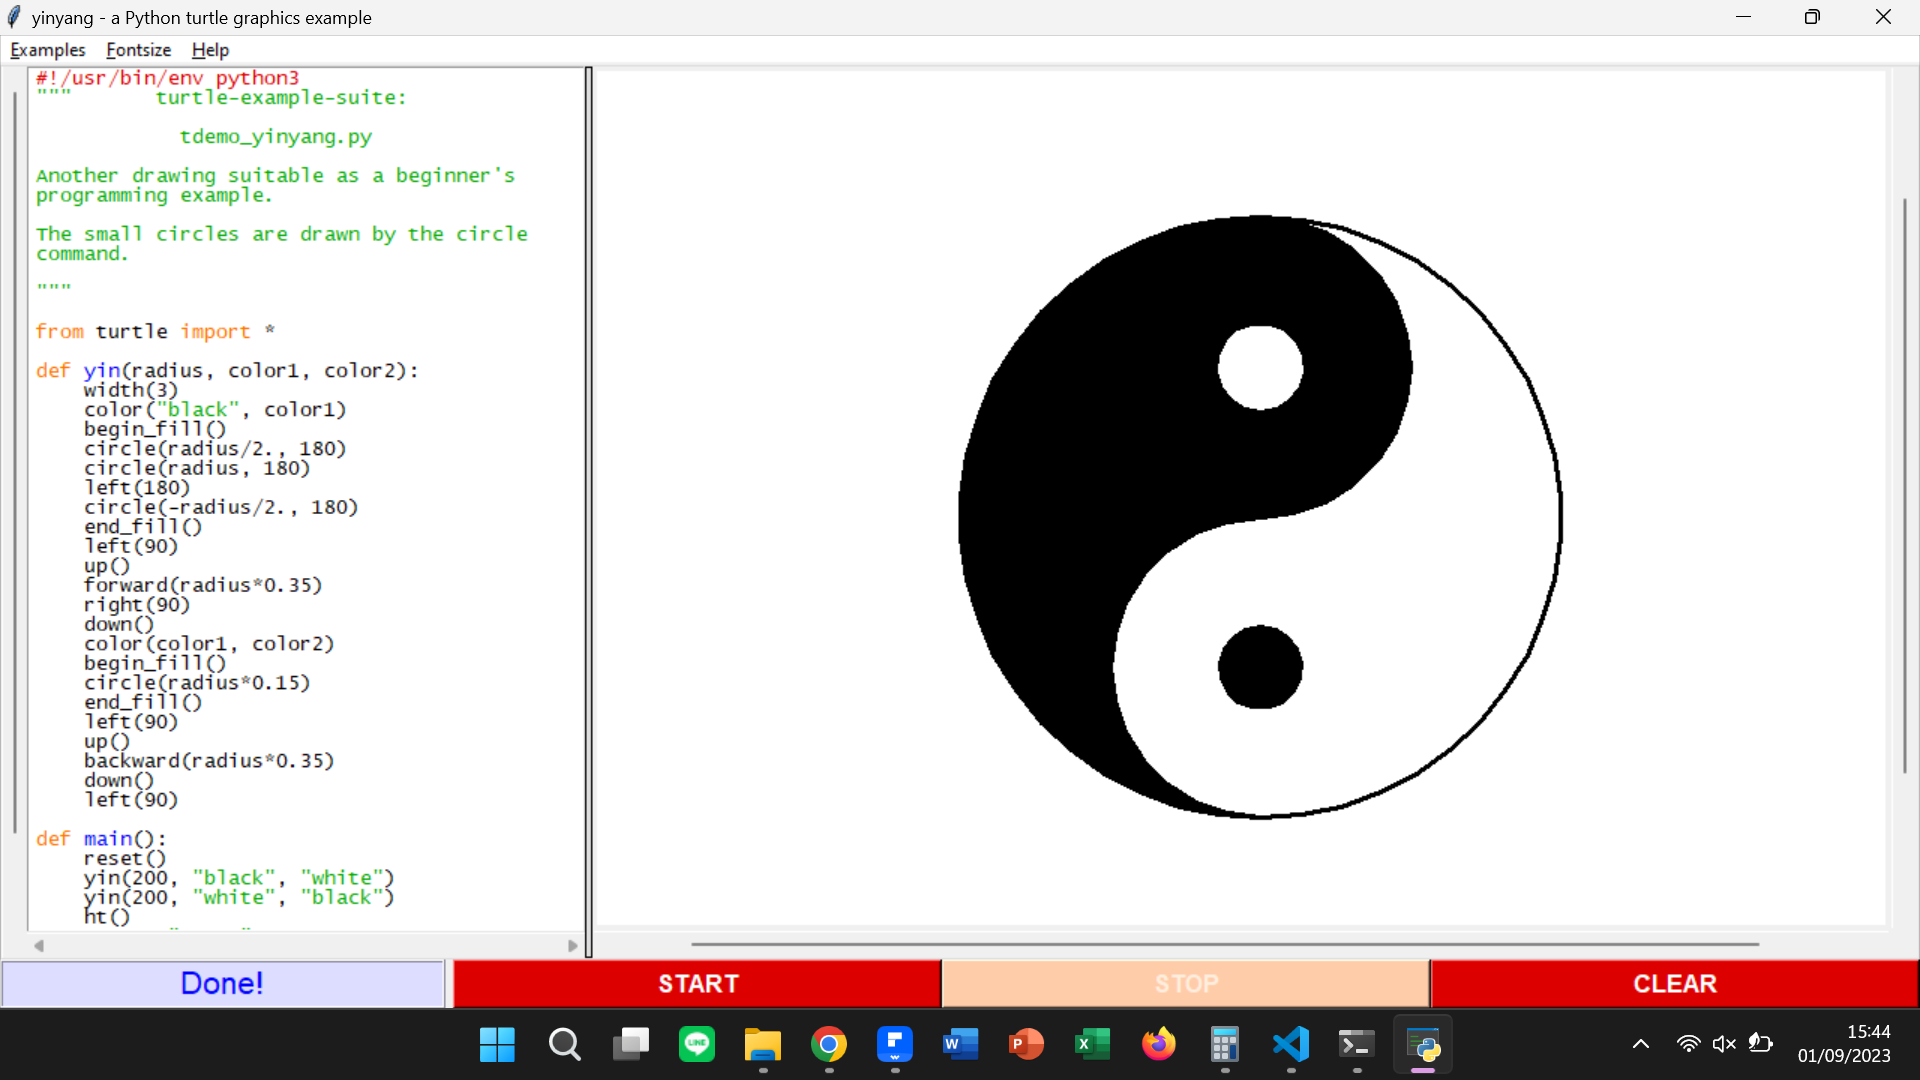 yinyang - a Python turtle graphics example
Examples Fontsize Help
#!/usr/bin/env python3
""" turtle-example-suite:
tdemo_yinyang.py
Another drawing suitable as a beginner's
programming example.
The small circles are drawn by the circle
command.
"""
from turtle import *
def yin(radius, color1, color2):
width(3)
color("black", color1)
begin_fill()
circle(radius/2., 180)
circle(radius, 180)
left(180)
circle(-radius/2., 180)
end_fill()
left(90)
up()
forward(radius*0.35)
right(90)
down()
color(color1, color2)
begin_fill()
circle(radius*0.15)
end_fill()
left(90)
up()
backward(radius*0.35)
down()
left(90)
def main():
reset()
yin(200, "black", "white")
yin(200, "white", "black")
ht()
Done! START STOP CLEAR
LINE
F
W
P
X
15:44
01/09/2023